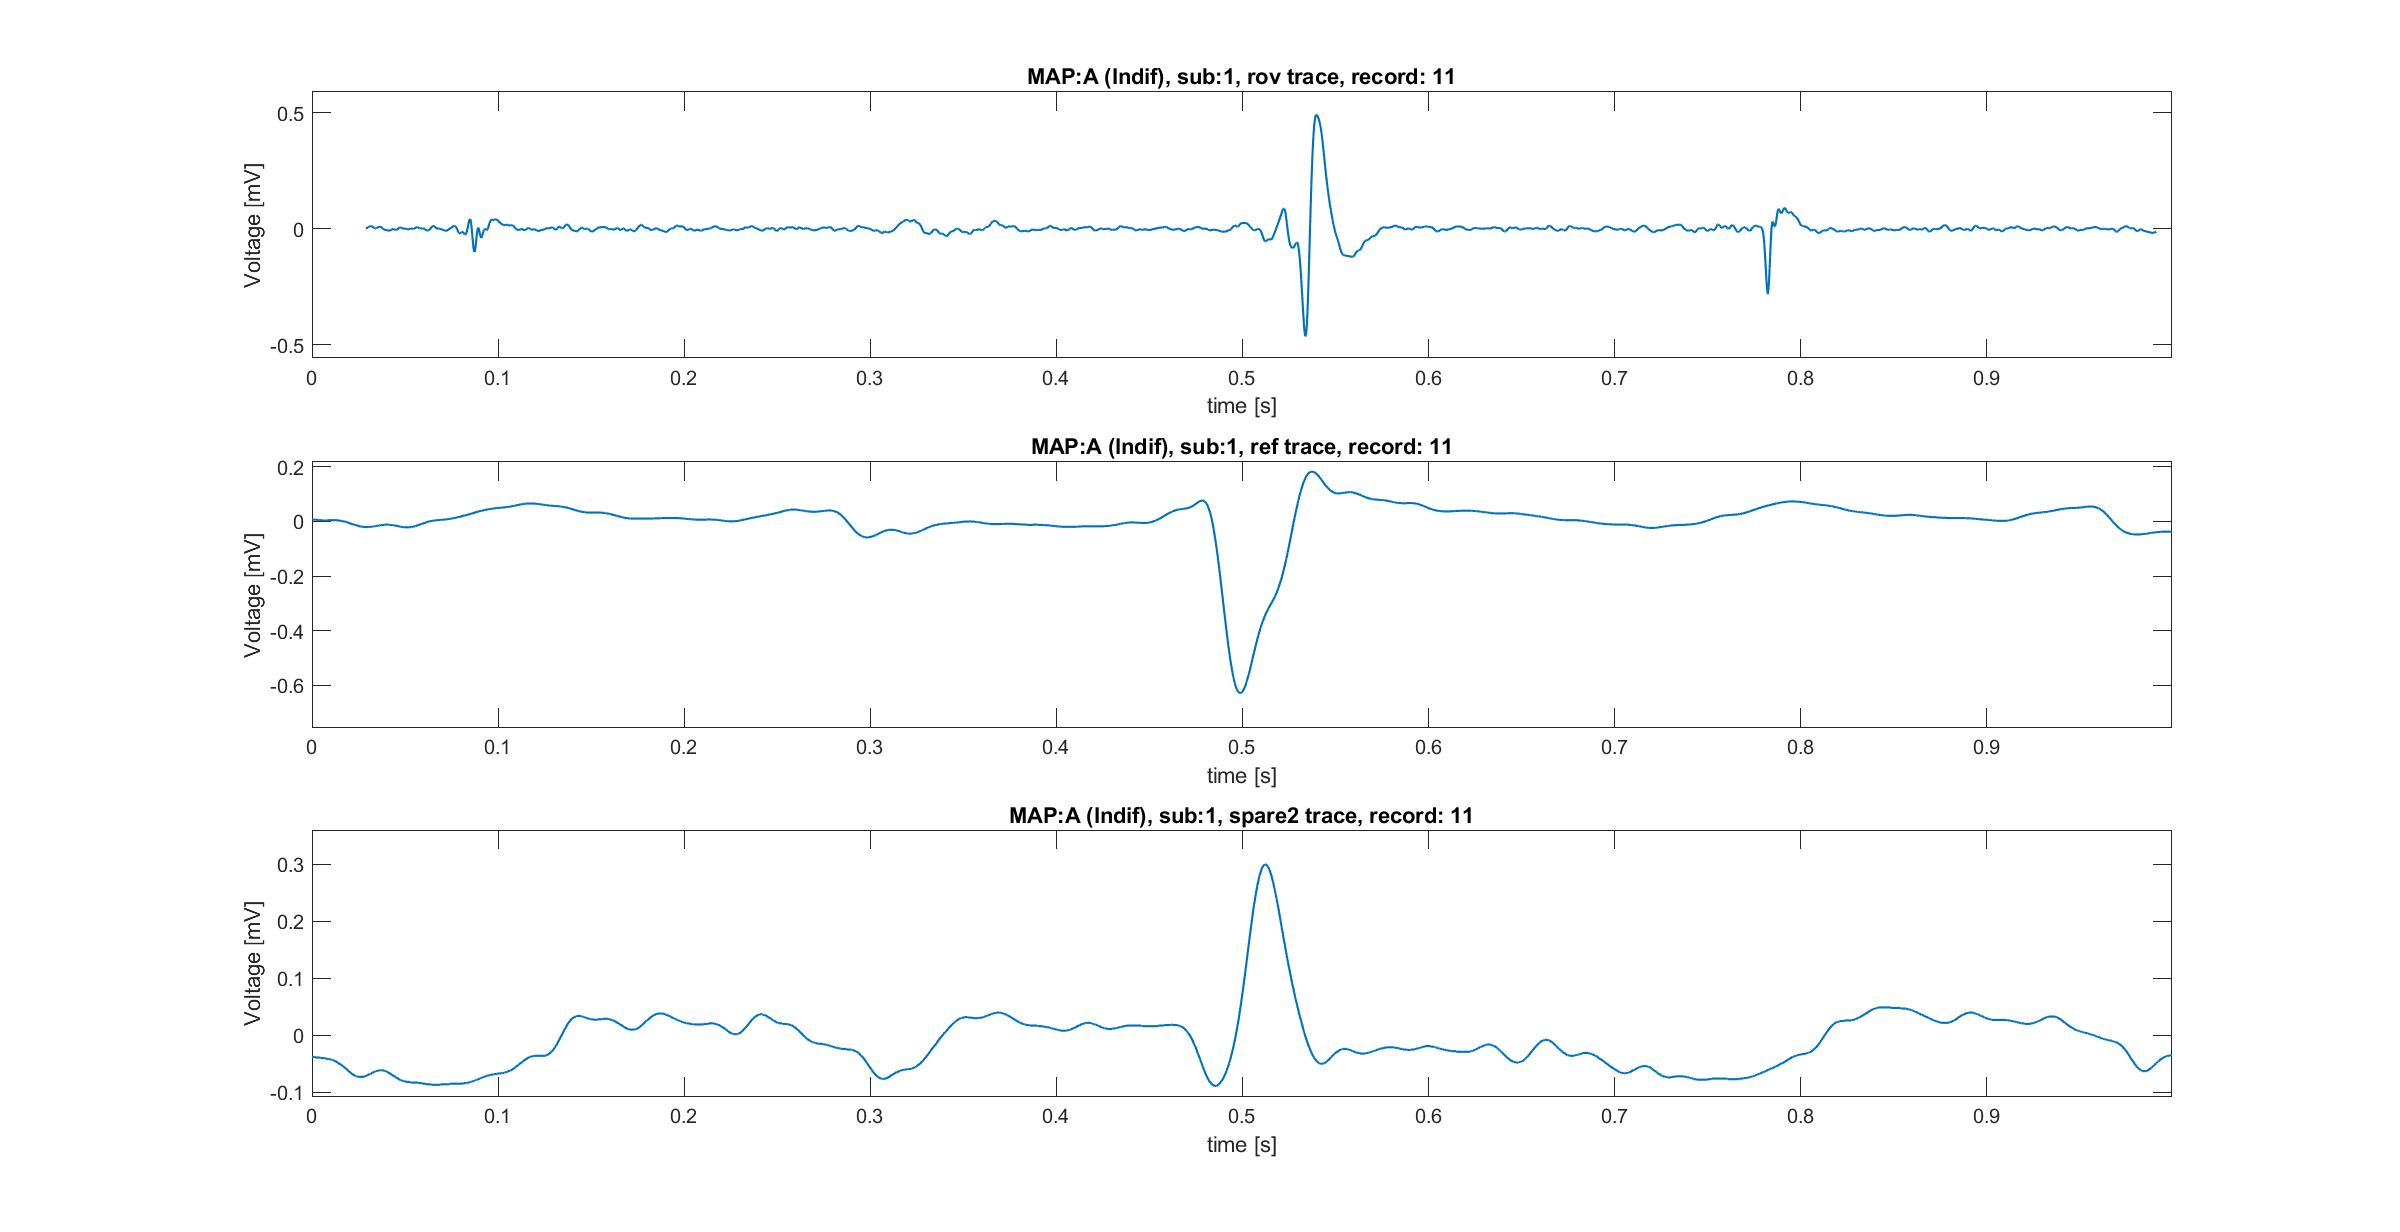 MAP:A (Indif), sub:1, rov trace, record: 11
0.5
0
-0.5
Voltage [mV]
0 0.1 0.2 0.3 0.4 0.5 0.6 0.7 0.8 0.9
time [s]
MAP:A (Indif), sub:1, ref trace, record: 11
0.2
0
-0.2
-0.4
-0.6
Voltage [mV]
0 0.1 0.2 0.3 0.4 0.5 0.6 0.7 0.8 0.9
time [s]
MAP:A (Indif), sub:1, spare2 trace, record: 11
0.3
0.2
0.1
0
-0.1
Voltage [mV]
0 0.1 0.2 0.3 0.4 0.5 0.6 0.7 0.8 0.9
time [s]